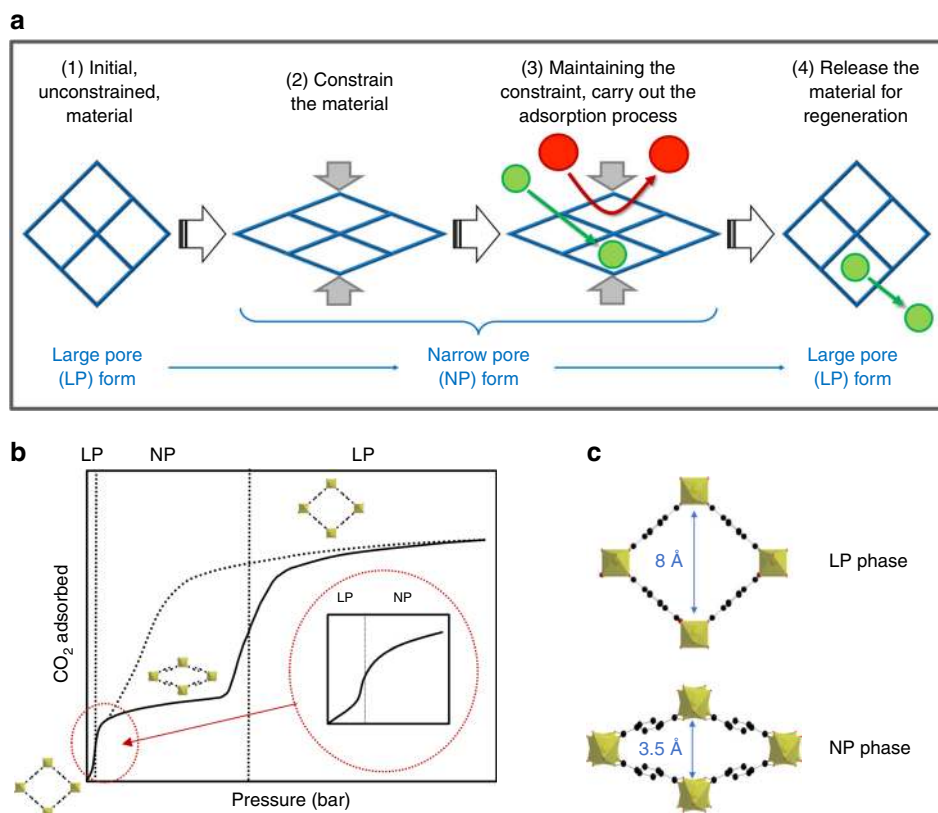 a
(1) Initial,
unconstrained,
material
(2) Constrain
the material
(3) Maintaining the
constraint, carry out the
adsorption process
(4) Release the
material for
regeneration
Large pore
(LP) form
Narrow pore
(NP) form
Large pore
(LP) form
b
LP NP LP
CO₂ adsorbed
LP NP
Pressure (bar)
c
8 Å
LP phase
3.5 Å
NP phase